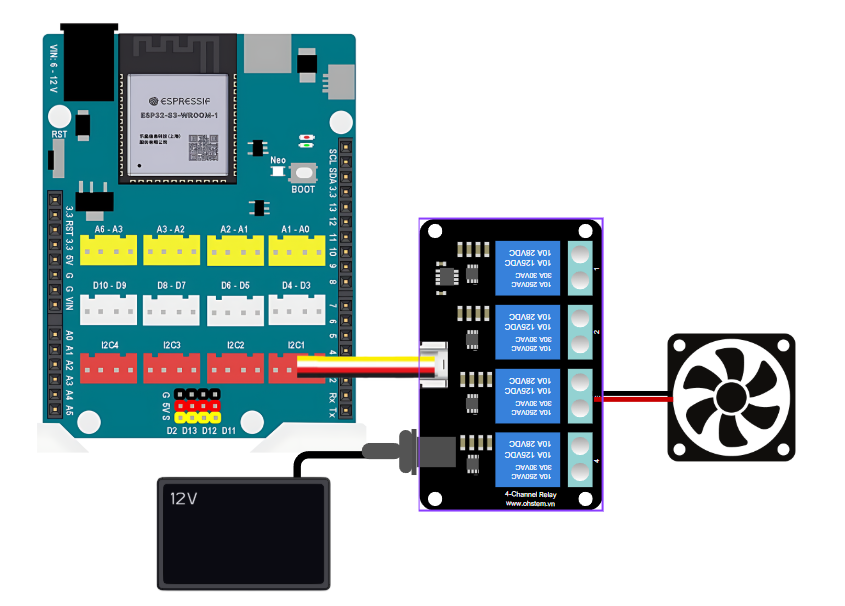 VIN: 6 - 12V
ESPRESSIF
ESP32-S3-WROOM-1
RST
Neo
BOOT
SCL
SDA
3.3
13
12
11
10
9
8
7
6
5
4
2
Rx
Tx
3.3
RST
3.3
5V
G
G
VIN
A0
A1
A2
A3
A4
A5
A6 - A3
A3 - A2
A2 - A1
A1 - A0
D10 - D9
D8 - D7
D6 - D5
D4 - D3
I2C4
I2C3
I2C2
I2C1
G
5V
S
D2 D13 D12 D11
10A 28VDC
10A 125VDC
30A 30VAC
10A 250VAC
1
10A 28VDC
10A 125VDC
30A 30VAC
10A 250VAC
2
10A 28VDC
10A 125VDC
30A 30VAC
10A 250VAC
10A 28VDC
10A 125VDC
30A 30VAC
10A 250VAC
4
4-Channel Relay
www.ohstem.vn
12V